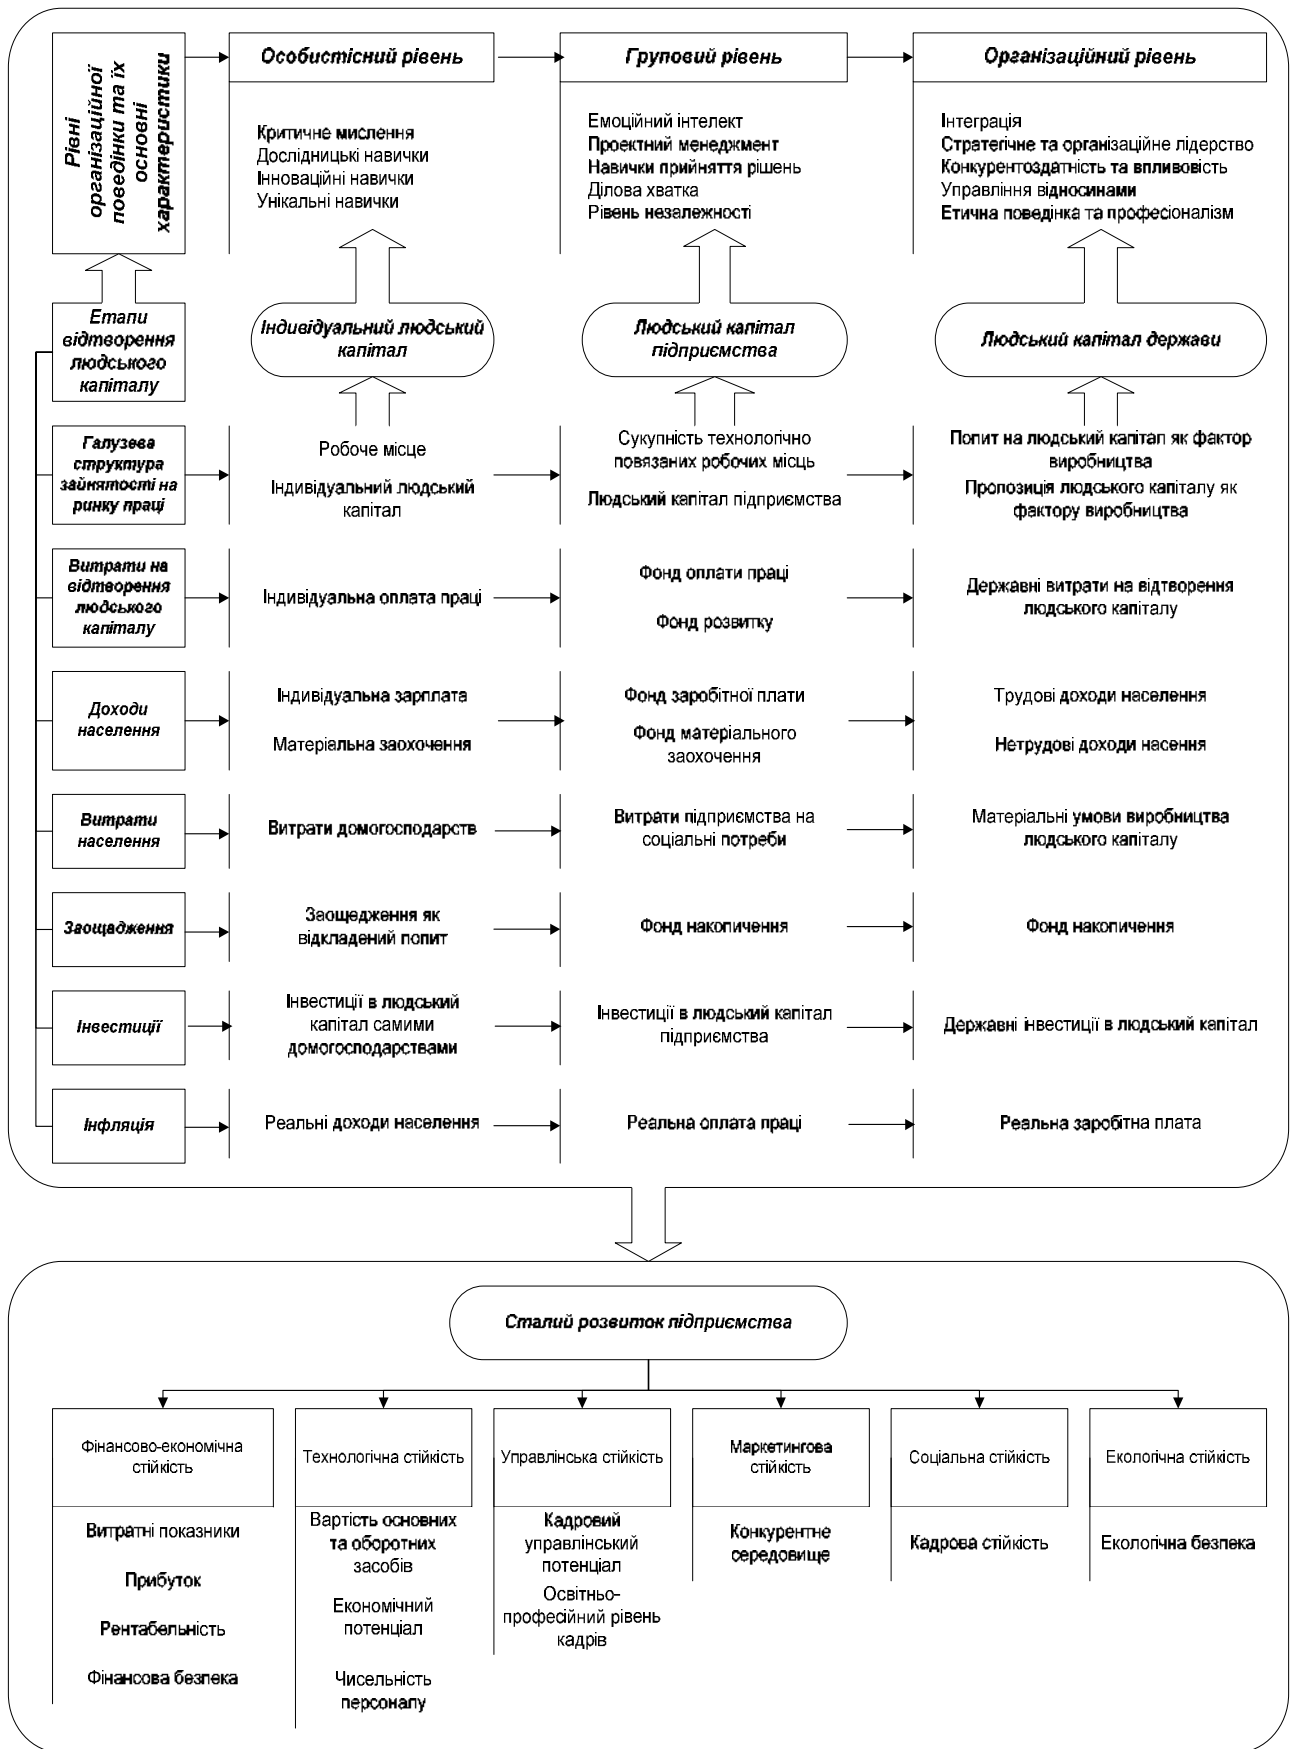 Рівні
організаційної
поведінки та їх
основні
характеристики
Особистісний рівень
Груповий рівень
Організаційний рівень
Критичне мислення
Дослідницькі навички
Інноваційні навички
Унікальні навички
Емоційний інтелект
Проектний менеджмент
Навички прийняття рішень
Ділова хватка
Рівень незалежності
Інтеграція
Стратегічне та організаційне лідерство
Конкурентоздатність та впливовість
Управління відносинами
Етична поведінка та професіоналізм
Етапи
відтворення
людського
капіталу
Індивідуальний людський
капітал
Людський капітал
підприємства
Людський капітал держави
Галузева
структура
зайнятості на
ринку праці
Робоче місце
Індивідуальний людський
капітал
Сукупність технологічно
повязаних робочих місць
Людський капітал підприємства
Попит на людський капітал як фактор
виробництва
Пропозиція людського капіталу як
фактору виробництва
Витрати на
відтворення
людського
капіталу
Індивідуальна оплата праці
Фонд оплати праці
Фонд розвитку
Державні витрати на відтворення
людського капіталу
Доходи
населення
Індивідуальна зарплата
Матеріальна заохочення
Фонд заробітної плати
Фонд матеріального
заохочення
Трудові доходи населення
Нетрудові доходи насення
Витрати
населення
Витрати домогосподарств
Витрати підприємства на
соціальні потреби
Матеріальні умови виробництва
людського капіталу
Заощадження
Заощедження як
відкладений попит
Фонд накопичення
Фонд накопичення
Інвестиції
Інвестиції в людський
капітал самими
домогосподарствами
Інвестиції в людський капітал
підприємства
Державні інвестиції в людський капітал
Інфляція
Реальні доходи населення
Реальна оплата праці
Реальна заробітна плата
Сталий розвиток підприємства
Фінансово-економічна
стійкість
Технологічна стійкість
Управлінська стійкість
Маркетингова
стійкість
Соціальна стійкість
Екологічна стійкість
Витратні показники
Прибуток
Рентабельність
Фінансова безпека
Вартість основних
та оборотних
засобів
Економічний
потенціал
Чисельність
персоналу
Кадровий
управлінський
потенціал
Освітньо-
професійний рівень
кадрів
Конкурентне
середовище
Кадрова стійкість
Екологічна безпека